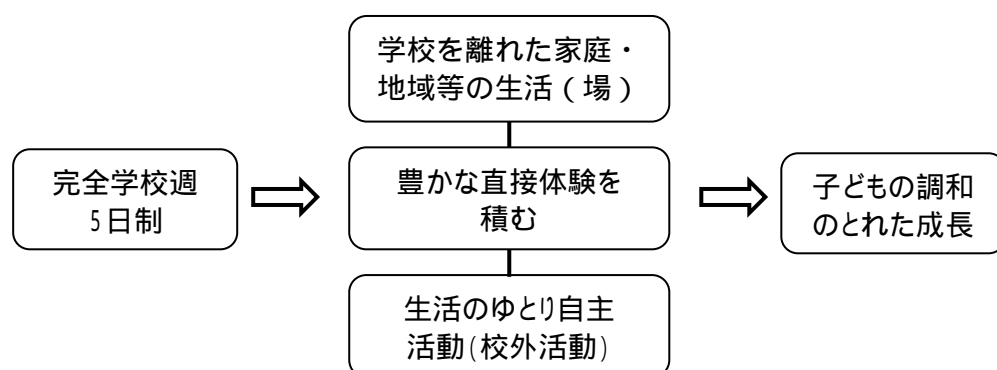 学校を離れた家庭・
地域等の生活（場）
完全学校週
5日制
豊かな直接体験を
積む
子どもの調和
のとれた成長
生活のゆとり自主
活動(校外活動)